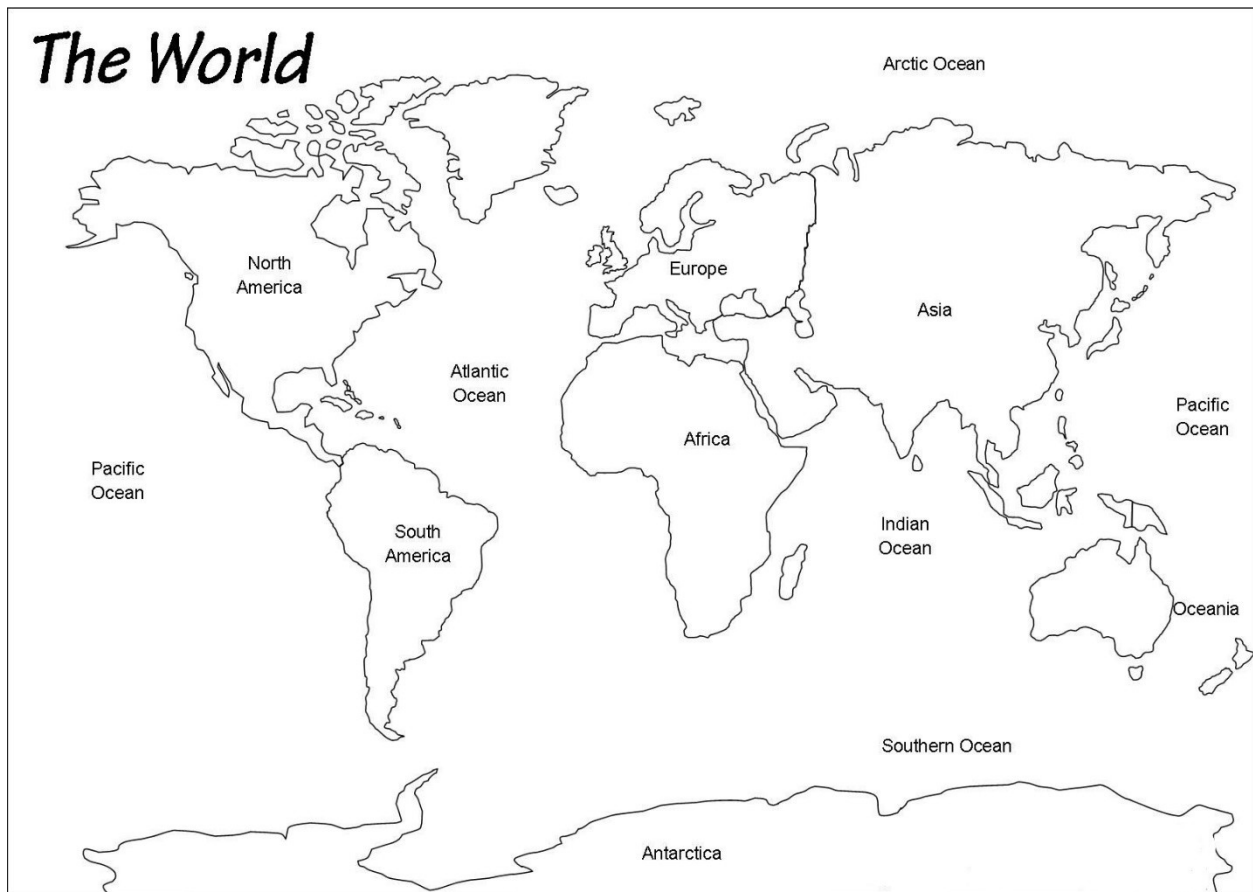 The World
Arctic Ocean
North
America
Europe
Asia
Atlantic
Ocean
Pacific
Ocean
Africa
Pacific
Ocean
South
America
Indian
Ocean
Oceania
Southern Ocean
Antarctica